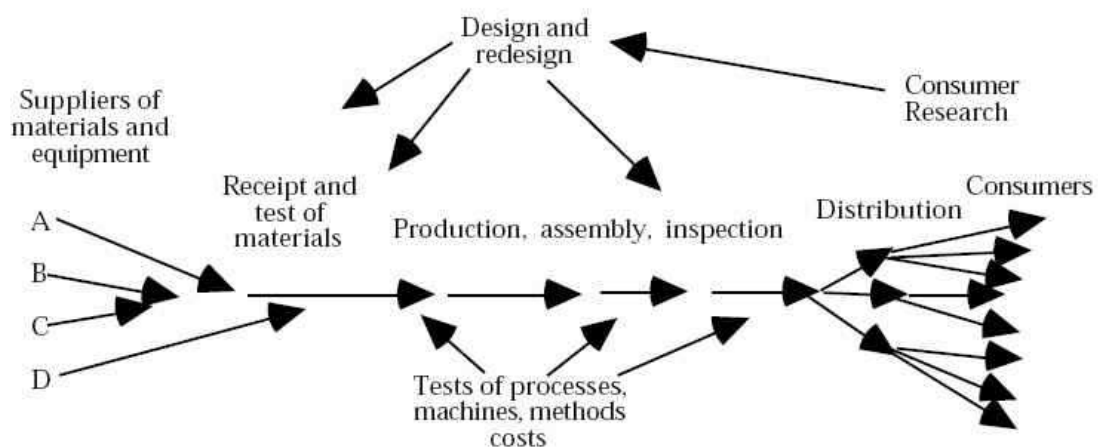 Design and
redesign
Consumer
Research
Suppliers of
materials and
equipment
Receipt and
test of
materials
Production, assembly, inspection
Distribution
Consumers
A
B
C
D
Tests of processes,
machines, methods
costs